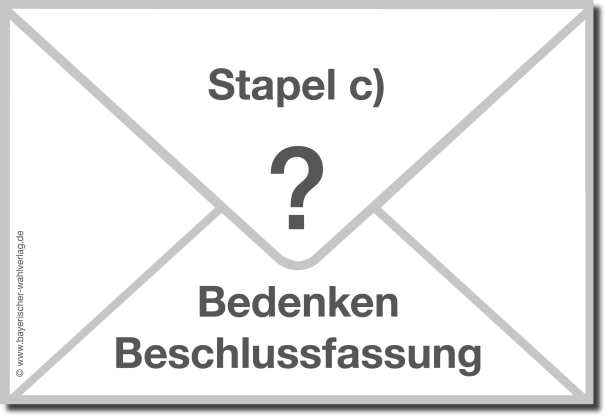 Stapel c)
?
Bedenken
Beschlussfassung
© www.bayerischer-wahlverlag.de